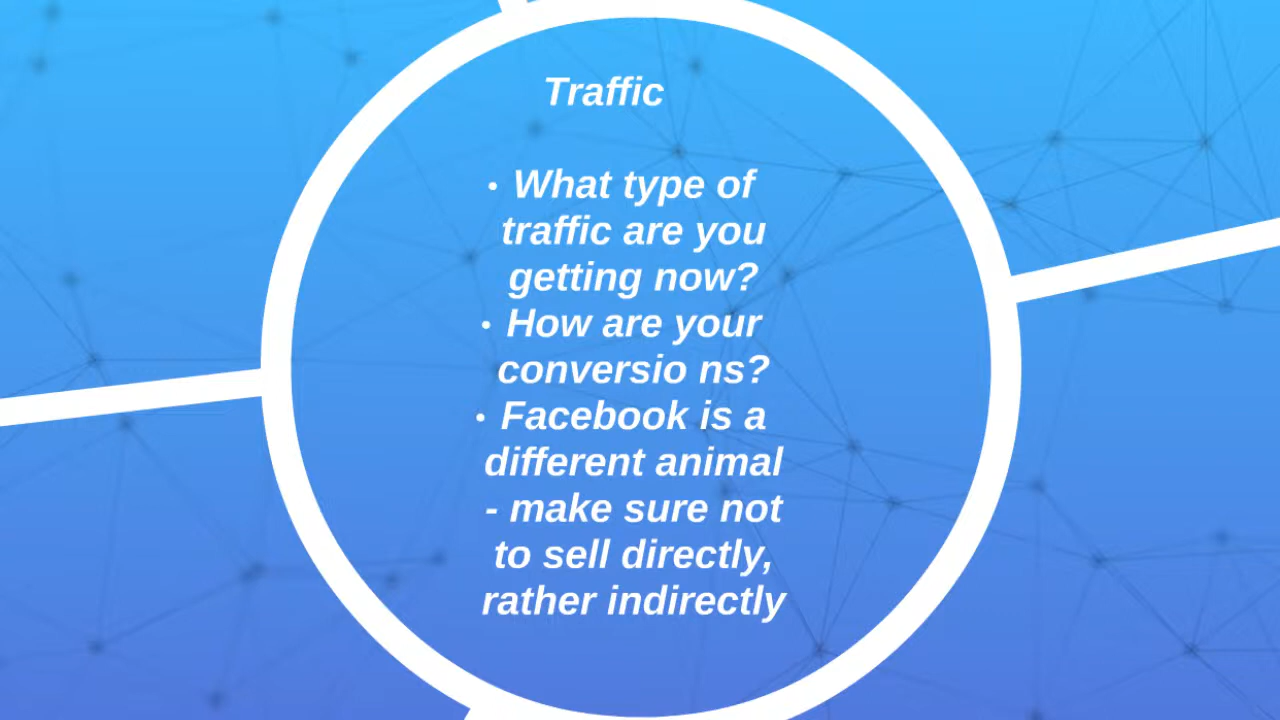 Traffic
• What type of
traffic are you
getting now?
• How are your
conversio ns?
• Facebook is a
different animal
- make sure not
to sell directly,
rather indirectly